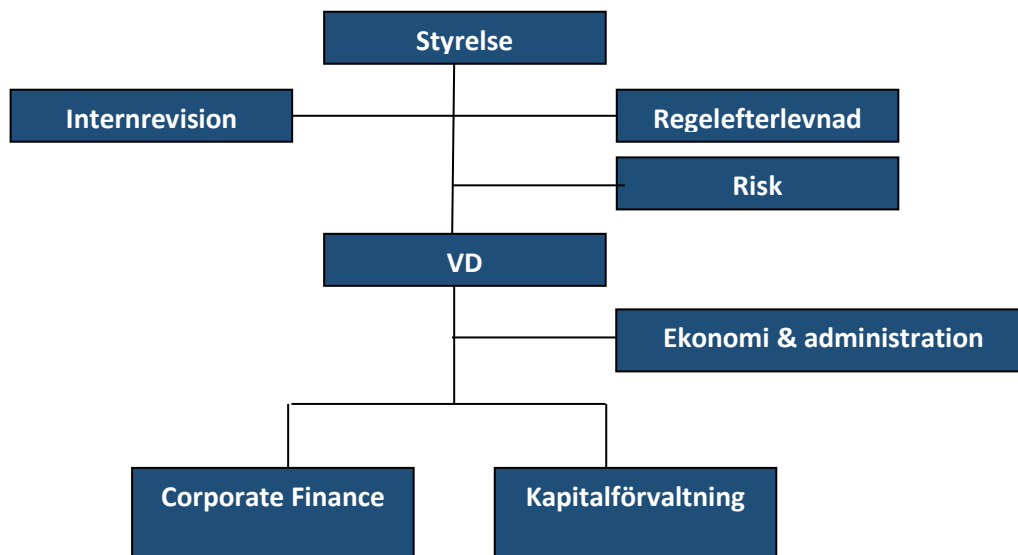 Styrelse
Internrevision
Regelefterlevnad
Risk
VD
Ekonomi & administration
Corporate Finance
Kapitalförvaltning